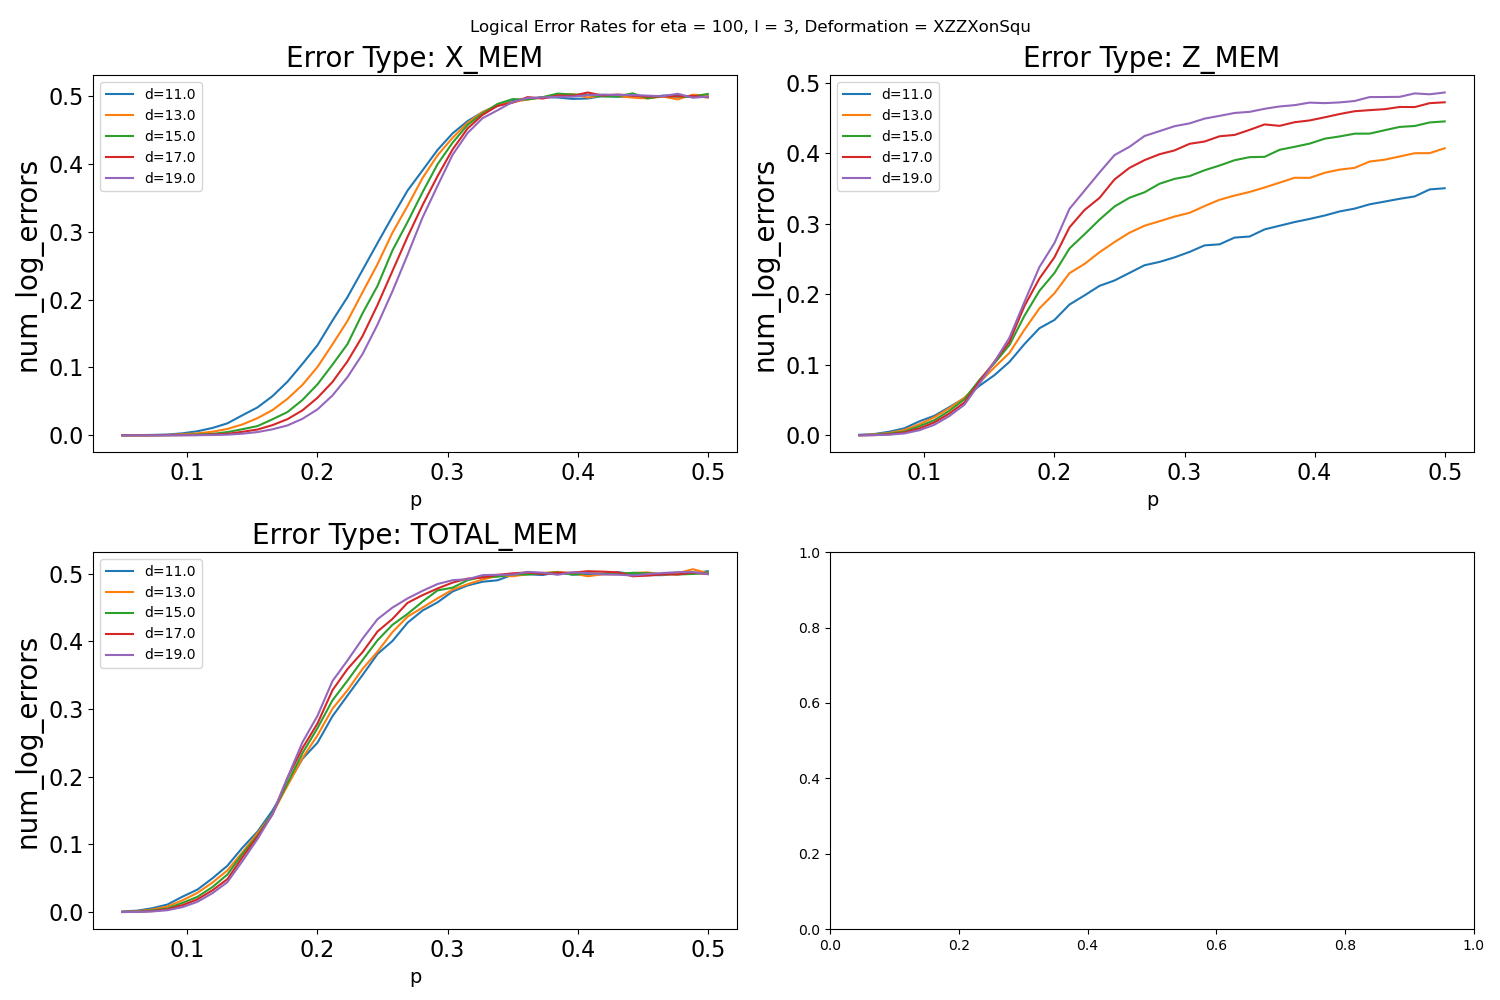 Logical Error Rates for eta = 100, l = 3, Deformation = XZZXonSqu
Error Type: X_MEM
d=11.0
d=13.0
d=15.0
d=17.0
d=19.0
num_log_errors
0.5
0.4
0.3
0.2
0.1
0.0
0.1 0.2 0.3 0.4 0.5
p
Error Type: Z_MEM
d=11.0
d=13.0
d=15.0
d=17.0
d=19.0
num_log_errors
0.5
0.4
0.3
0.2
0.1
0.0
0.1 0.2 0.3 0.4 0.5
p
Error Type: TOTAL_MEM
d=11.0
d=13.0
d=15.0
d=17.0
d=19.0
num_log_errors
0.5
0.4
0.3
0.2
0.1
0.0
0.1 0.2 0.3 0.4 0.5
p
1.0
0.8
0.6
0.4
0.2
0.0
0.0 0.2 0.4 0.6 0.8 1.0